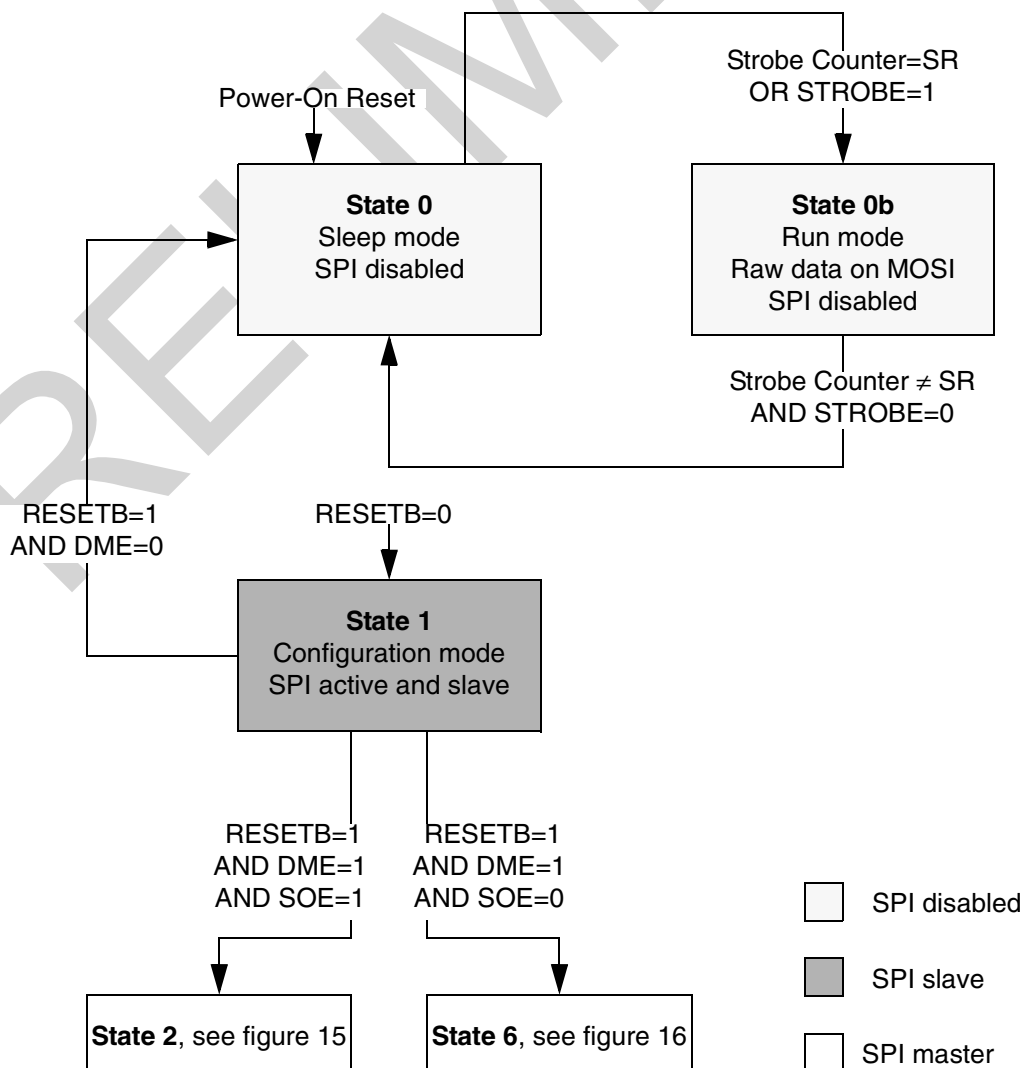 Strobe Counter=SR
OR STROBE=1
Power-On Reset
State 0
Sleep mode
SPI disabled
State 0b
Run mode
Raw data on MOSI
SPI disabled
Strobe Counter ≠ SR
AND STROBE=0
RESETB=1
AND DME=0
RESETB=0
State 1
Configuration mode
SPI active and slave
RESETB=1
AND DME=1
AND SOE=1
RESETB=1
AND DME=1
AND SOE=0
SPI disabled
SPI slave
SPI master
State 2, see figure 15
State 6, see figure 16